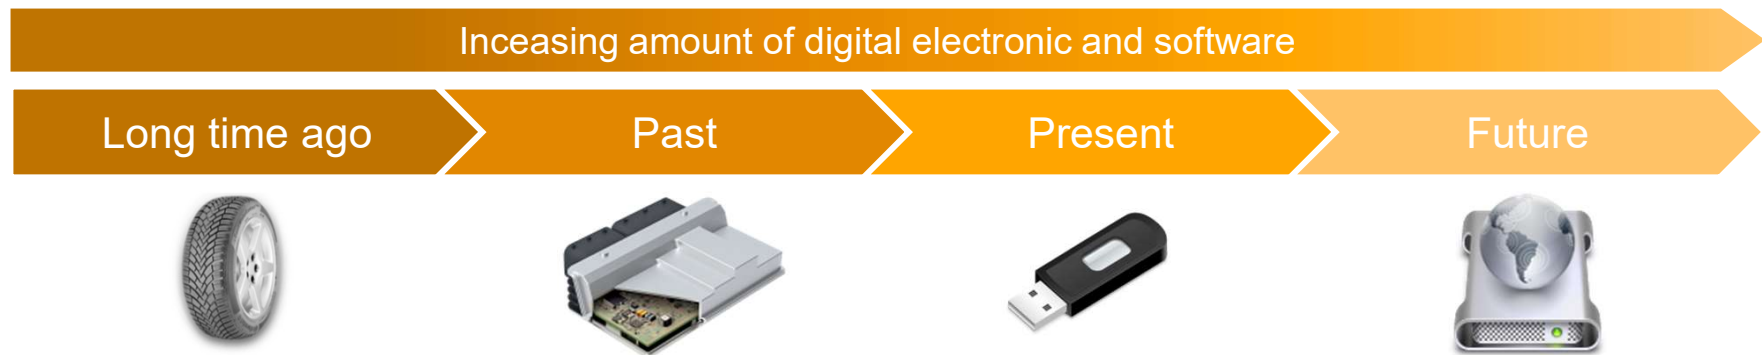 Inceasing amount of digital electronic and software
Long time ago
Past
Present
Future